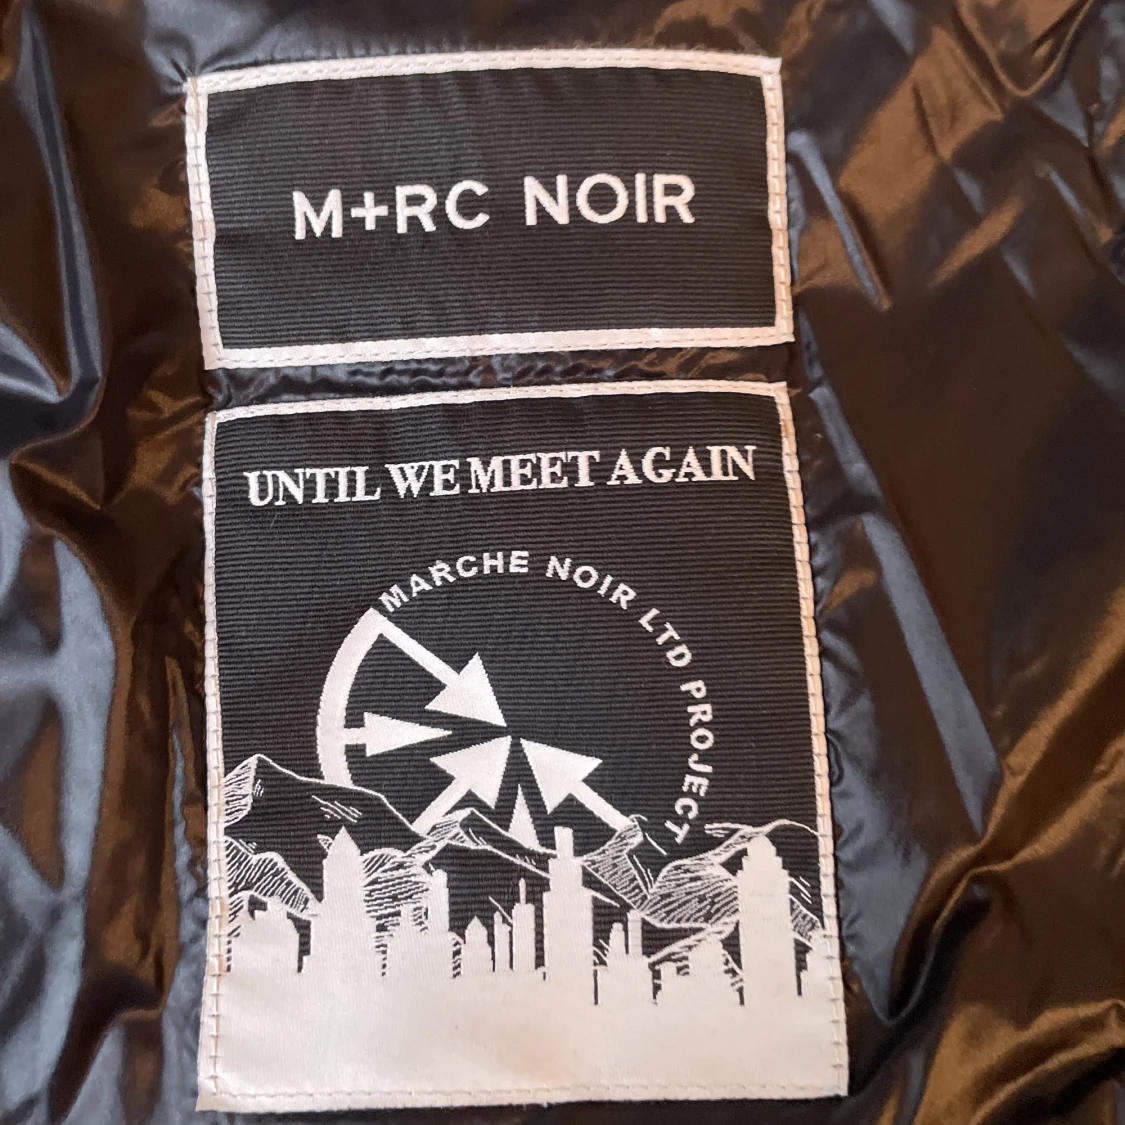 M+RC NOIR
UNTIL WE MEET AGAIN
MARCHE NOIR LTD PROJECT